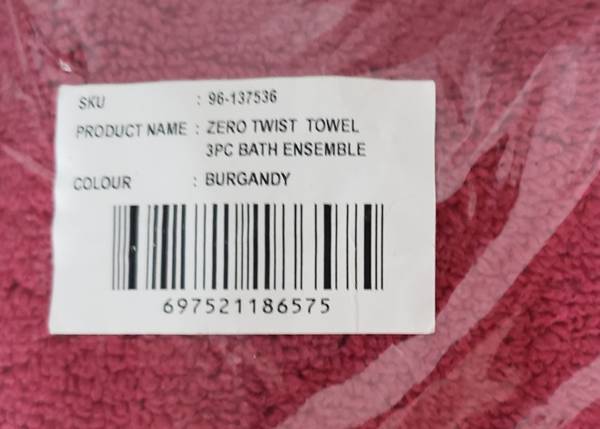 SKU : 96-137536
PRODUCT NAME : ZERO TWIST TOWEL
3PC BATH ENSEMBLE
COLOUR : BURGANDY
697521186575